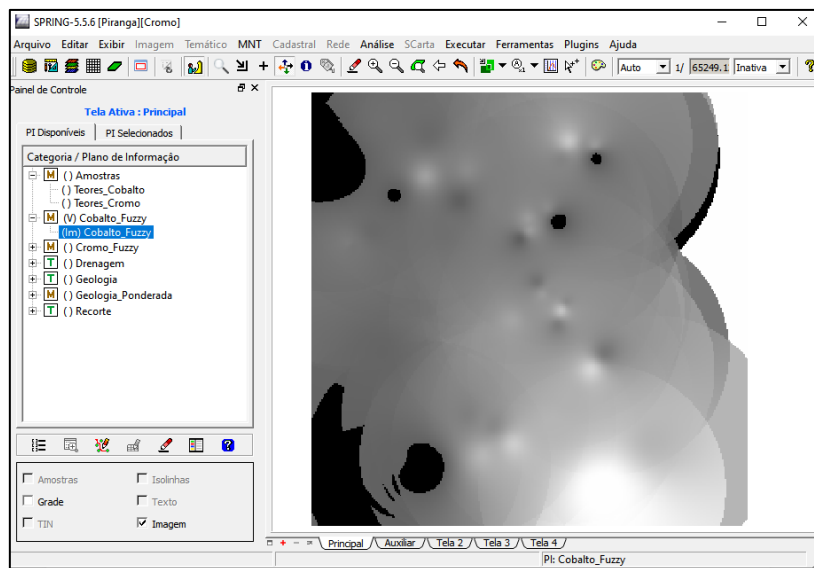 SPRING-5.5.6 [Piranga][Cromo]
Arquivo Editar Exibir Imagem Temático MNT Cadastral Rede Análise SCarta Executar Ferramentas Plugins Ajuda
Auto 1/ 65249.1 Inativa
Painel de Controle
Tela Ativa : Principal
PI Disponíveis PI Selecionados
Categoria / Plano de Informação
M () Amostras
() Teores_Cobalto
() Teores_Cromo
M (V) Cobalto_Fuzzy
(Im) Cobalto_Fuzzy
M () Cromo_Fuzzy
T () Drenagem
T () Geologia
M () Geologia_Ponderada
T () Recorte
Amostras Isolinhas
Grade Texto
TIN Imagem
Principal Auxiliar Tela 2 Tela 3 Tela 4
PI: Cobalto_Fuzzy